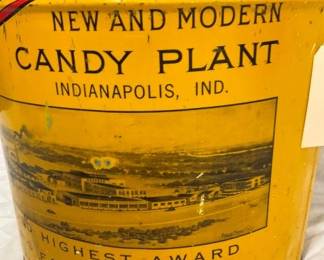 NEW AND MODERN
CANDY PLANT
INDIANAPOLIS, IND.
HIGHEST AWARD